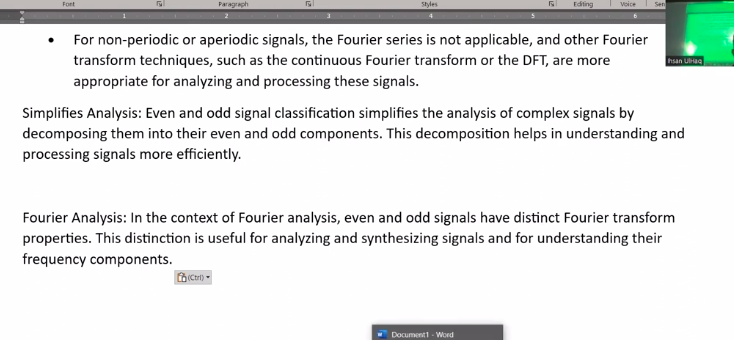 Font Paragraph Styles Editing Voice Sen
1 2 3 4 5 6
Ihsan UlHaq
• For non-periodic or aperiodic signals, the Fourier series is not applicable, and other Fourier
transform techniques, such as the continuous Fourier transform or the DFT, are more
appropriate for analyzing and processing these signals.
Simplifies Analysis: Even and odd signal classification simplifies the analysis of complex signals by
decomposing them into their even and odd components. This decomposition helps in understanding and
processing signals more efficiently.
Fourier Analysis: In the context of Fourier analysis, even and odd signals have distinct Fourier transform
properties. This distinction is useful for analyzing and synthesizing signals and for understanding their
frequency components.
(Ctrl)
Document1 - Word